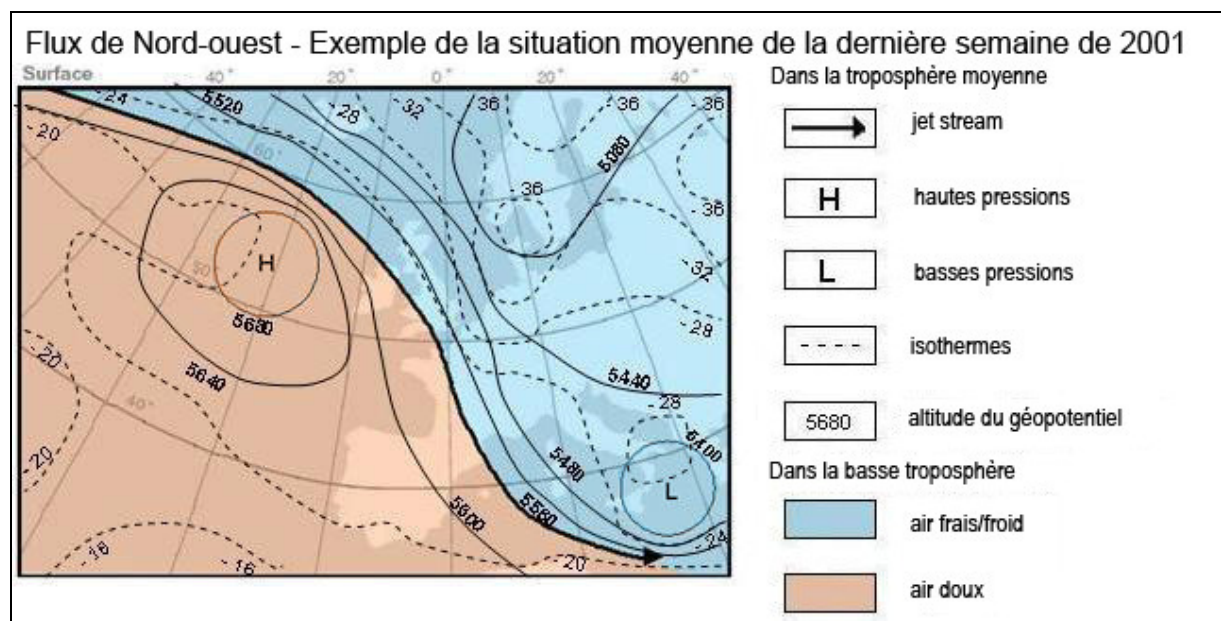 Flux de Nord-ouest - Exemple de la situation moyenne de la dernière semaine de 2001
Surface
40° 20° 0° 20° 40°
Dans la troposphère moyenne
jet stream
H hautes pressions
L basses pressions
isothermes
5680 altitude du géopotentiel
Dans la basse troposphère
air frais/froid
air doux
-24 5520 -28 -32 -36 -36 -36
-20
60°
5080
-36
-36
H
50°
-32
5680
-28
-20
5640
5440
40°
-28
5400
-20
5480
L
5560
5600
-24
-16
-16
-20